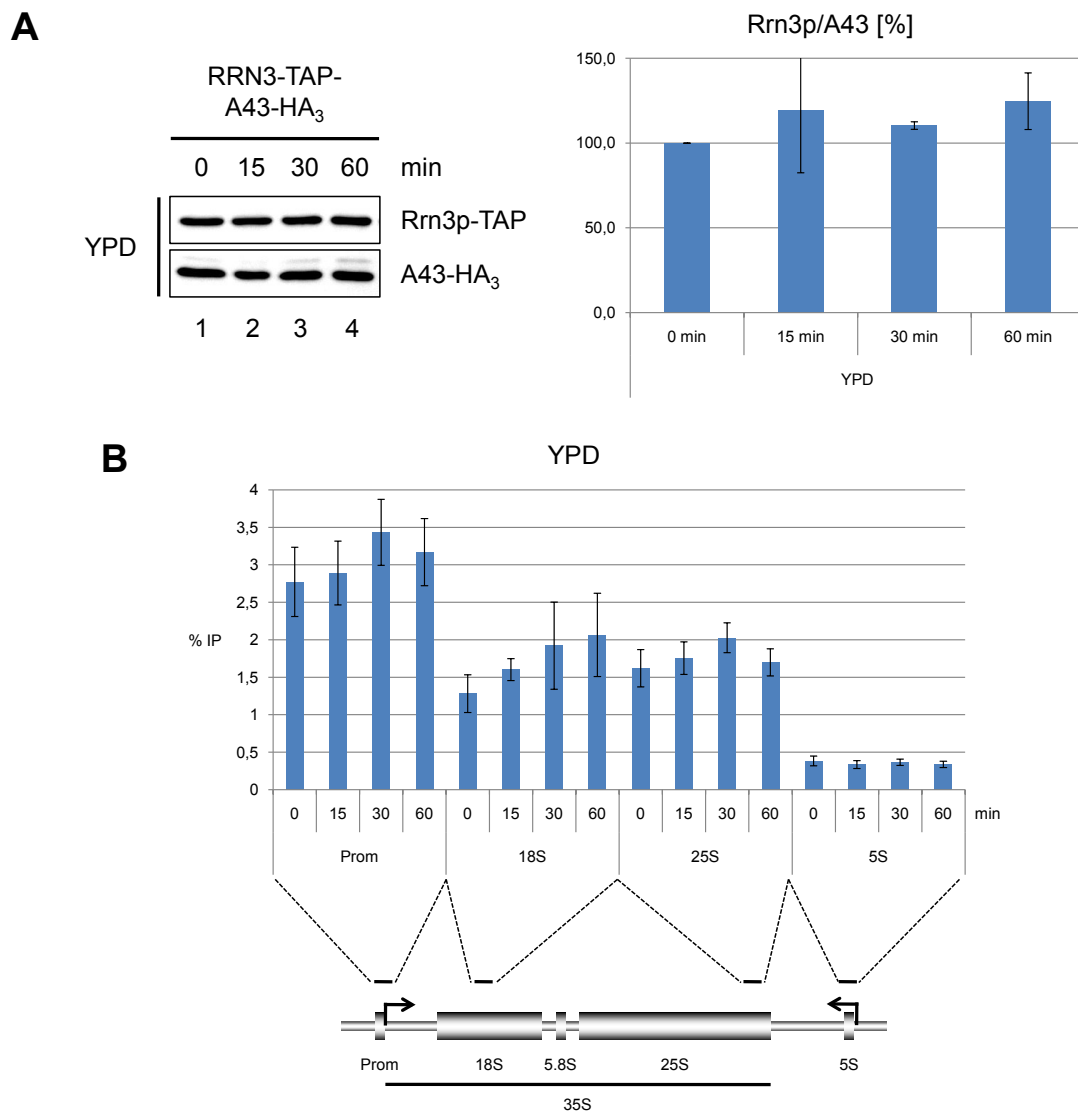 A
RRN3-TAP-
A43-HA₃
0 15 30 60 min
YPD
Rrn3p-TAP
A43-HA₃
1 2 3 4
Rrn3p/A43 [%]
150,0
100,0
50,0
0,0
0 min 15 min 30 min 60 min
YPD
B
YPD
4
3,5
3
2,5
2
1,5
1
0,5
0
% IP
0 15 30 60 0 15 30 60 0 15 30 60 0 15 30 60 min
Prom 18S 25S 5S
Prom 18S 5.8S 25S 5S
35S